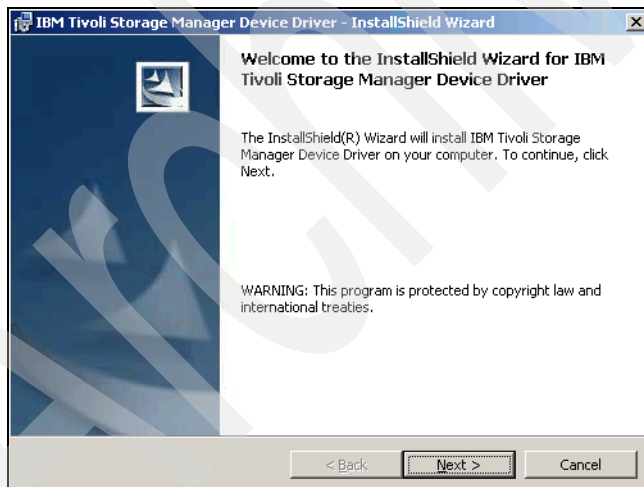 IBM Tivoli Storage Manager Device Driver - InstallShield Wizard
Welcome to the InstallShield Wizard for IBM
Tivoli Storage Manager Device Driver
The InstallShield(R) Wizard will install IBM Tivoli Storage
Manager Device Driver on your computer. To continue, click
Next.
WARNING: This program is protected by copyright law and
international treaties.
< Back
Next >
Cancel